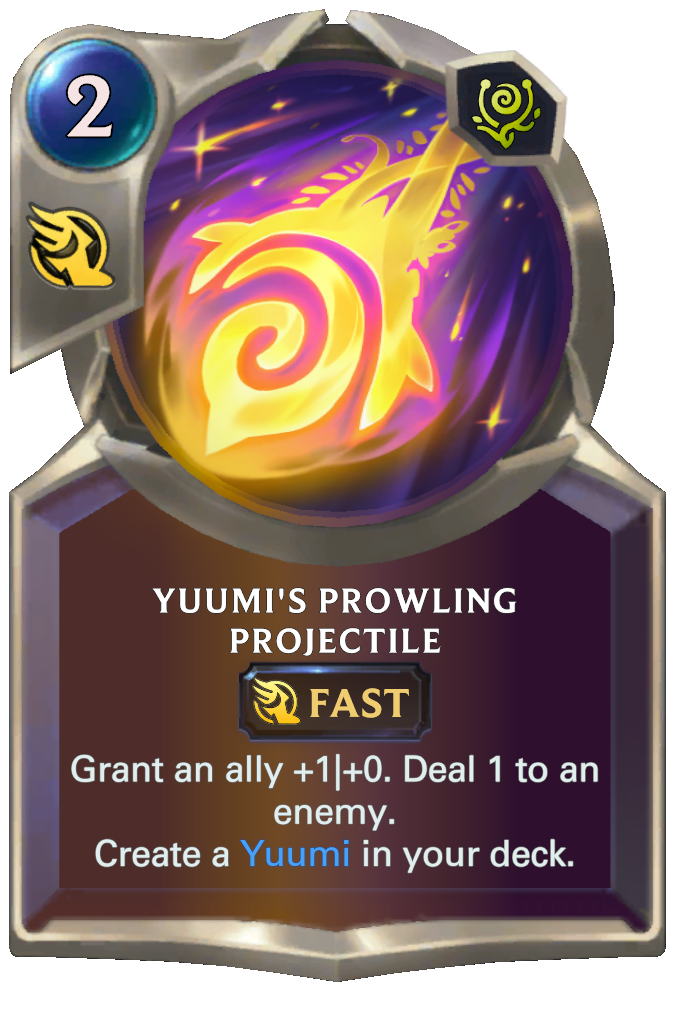 2
YUUMI'S PROWLING
PROJECTILE
FAST
Grant an ally +1|+0. Deal 1 to an
enemy.
Create a Yuumi in your deck.